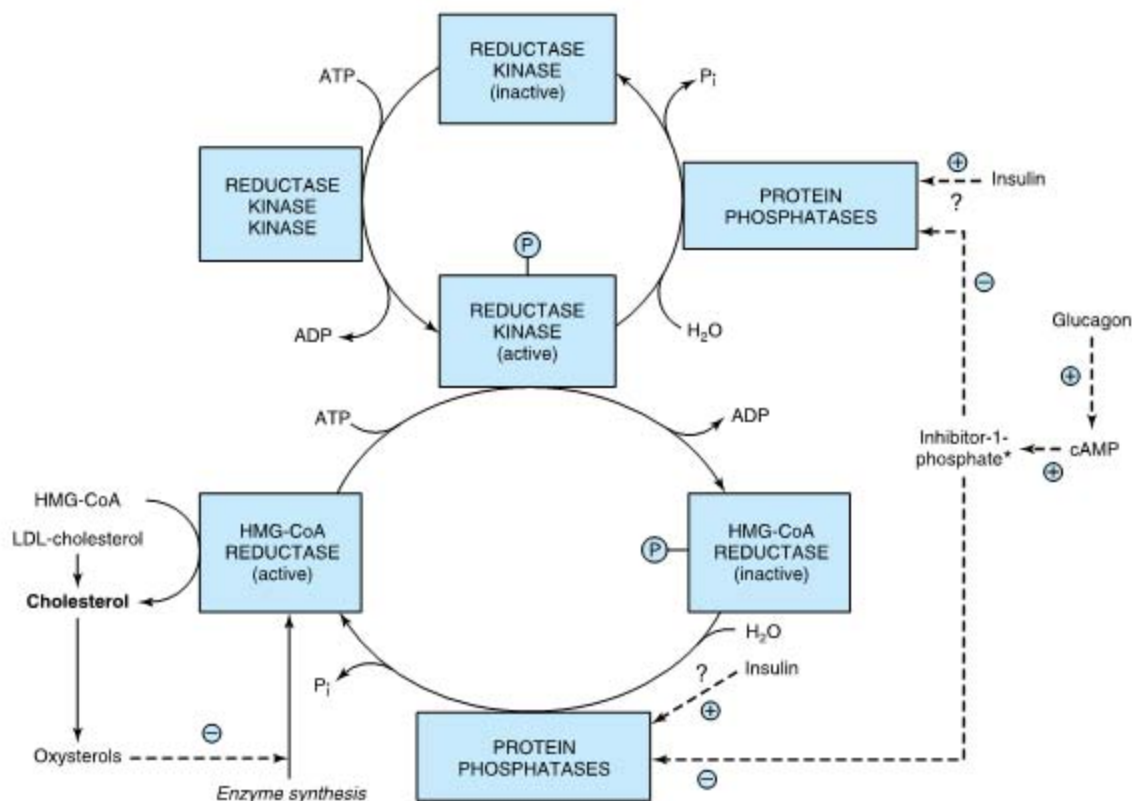 REDUCTASE
KINASE
(inactive)
ATP
Pi
REDUCTASE
KINASE
KINASE
PROTEIN
PHOSPHATASES
+
Insulin
?
P
−
ADP
REDUCTASE
KINASE
(active)
H2O
Glucagon
+
ATP
ADP
Inhibitor-1-
phosphate*
cAMP
+
HMG-CoA
LDL-cholesterol
Cholesterol
HMG-CoA
REDUCTASE
(active)
P
HMG-CoA
REDUCTASE
(inactive)
H2O
Pi
?
Insulin
+
Oxysterols
−
PROTEIN
PHOSPHATASES
−
Enzyme synthesis